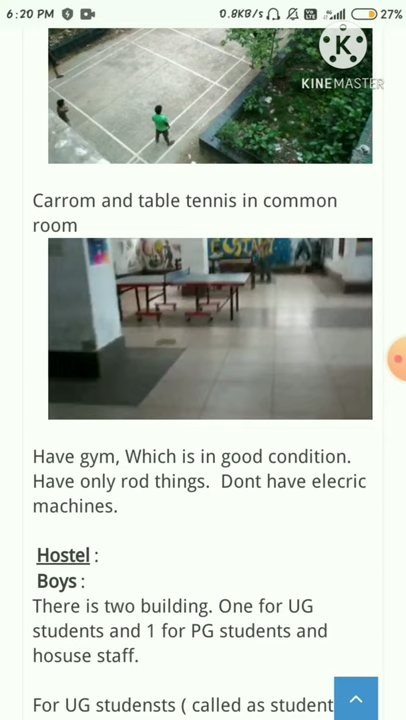 6:20 PM 0.8KB/s 27%
K
KINEMASTER
Carrom and table tennis in common
room
Have gym, Which is in good condition.
Have only rod things.  Dont have elecric
machines.
Hostel :
Boys :
There is two building. One for UG
students and 1 for PG students and
hosuse staff.
For UG studensts ( called as student